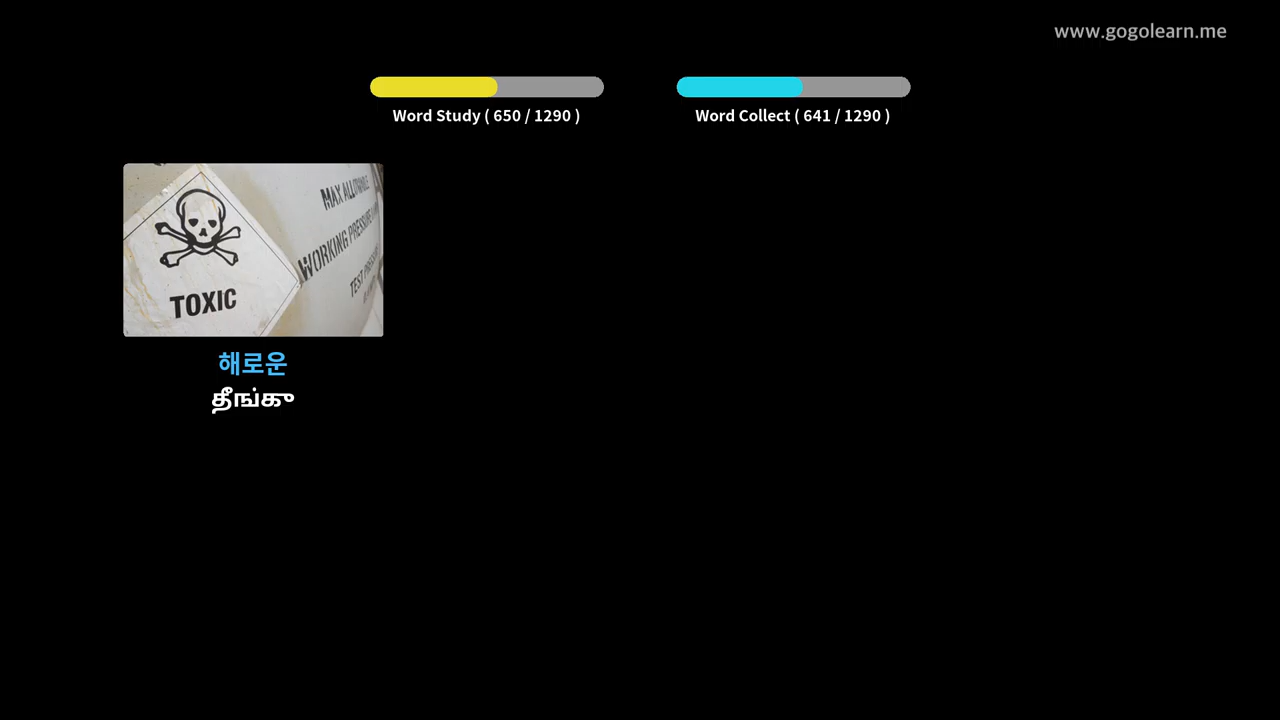 www.gogolearn.me
Word Study ( 650 / 1290 )
Word Collect ( 641 / 1290 )
MAX ALLOWABLE
WORKING PRESSURE
TEST
TOXIC
해로운
தீங்கு